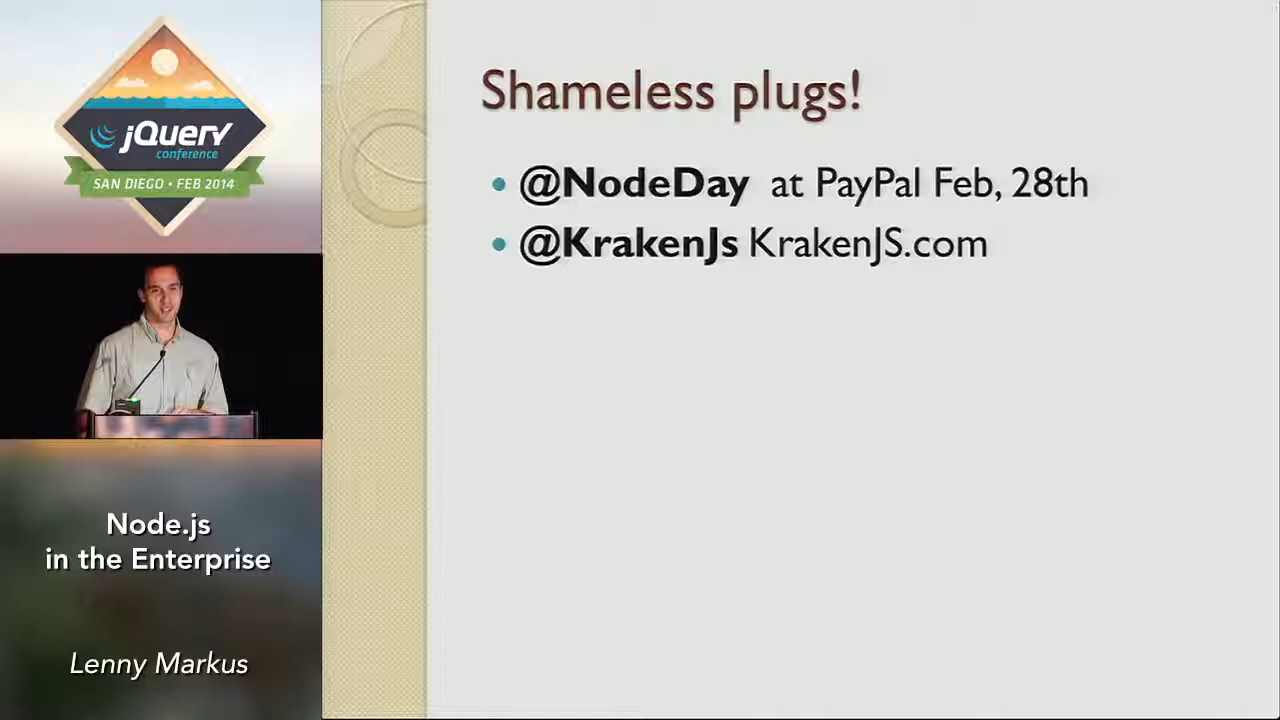 jQuery
conference
SAN DIEGO • FEB 2014
Node.js
in the Enterprise
Lenny Markus
Shameless plugs!
• @NodeDay at PayPal Feb, 28th
• @KrakenJs KrakenJS.com